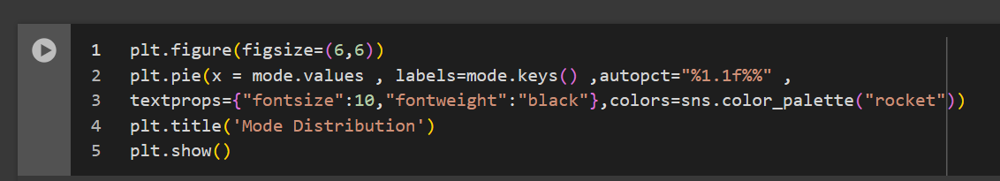 1 plt.figure(figsize=(6,6))
2 plt.pie(x = mode.values , labels=mode.keys() ,autopct="%1.1f%%" ,
3 textprops={"fontsize":10,"fontweight":"black"},colors=sns.color_palette("rocket"))
4 plt.title('Mode Distribution')
5 plt.show()